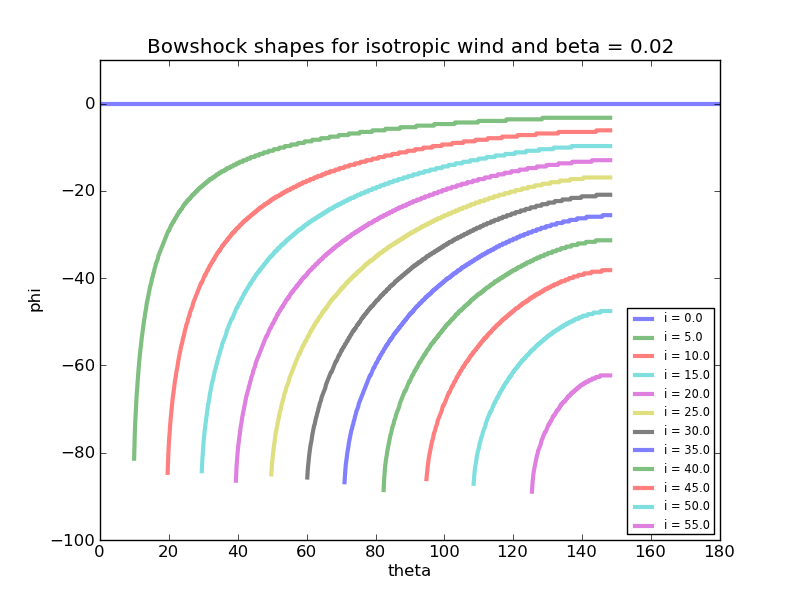 Bowshock shapes for isotropic wind and beta = 0.02
0
−20
−40
−60
−80
−100
phi
i = 0.0
i = 5.0
i = 10.0
i = 15.0
i = 20.0
i = 25.0
i = 30.0
i = 35.0
i = 40.0
i = 45.0
i = 50.0
i = 55.0
0 20 40 60 80 100 120 140 160 180
theta